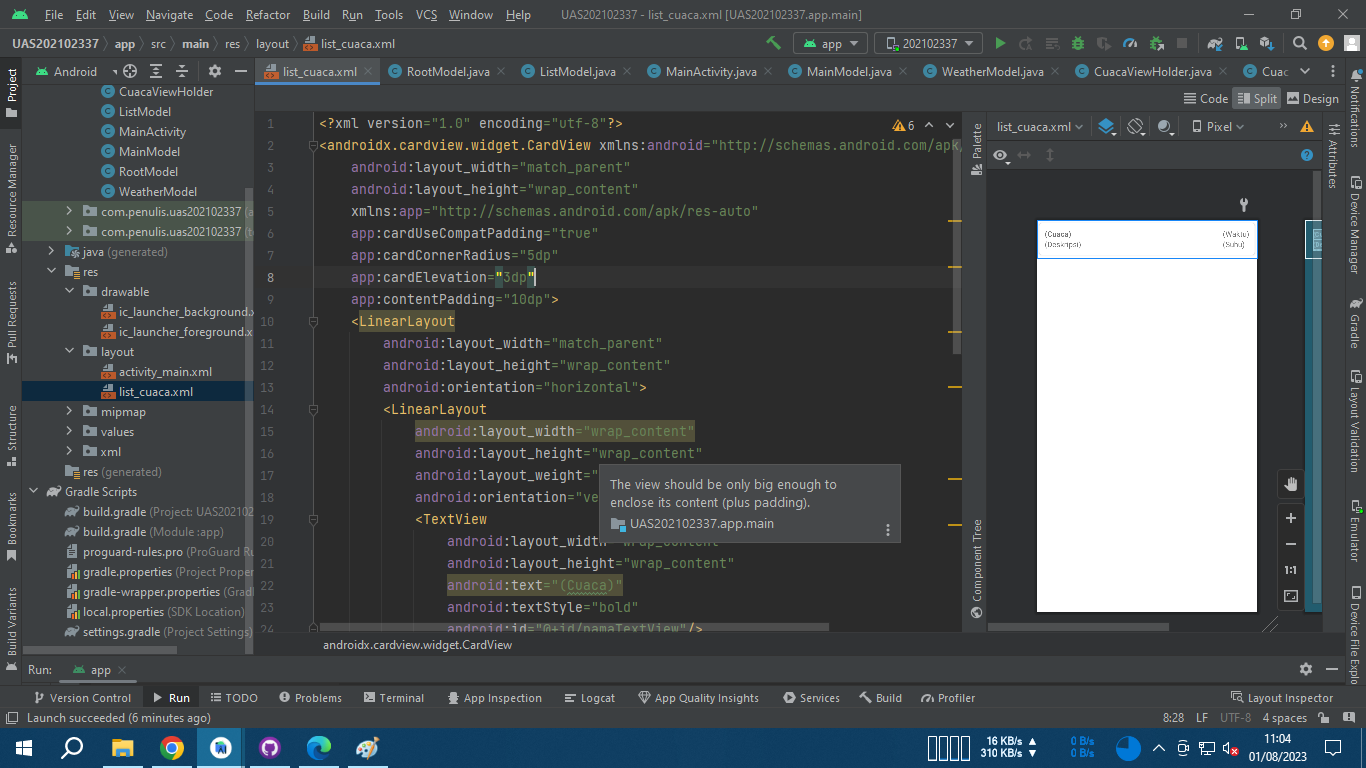 File Edit View Navigate Code Refactor Build Run Tools VCS Window Help UAS202102337 - list_cuaca.xml [UAS202102337.app.main]
UAS202102337 app src main res layout list_cuaca.xml
app 202102337
Project
Android
list_cuaca.xml RootModel.java ListModel.java MainActivity.java MainModel.java WeatherModel.java CuacaViewHolder.java Cuac
Code Split Design
CuacaViewHolder
ListModel
MainActivity
MainModel
RootModel
WeatherModel
com.penulis.uas202102337 (a
com.penulis.uas202102337 (t
java (generated)
res
drawable
ic_launcher_background.x
ic_launcher_foreground.x
layout
activity_main.xml
list_cuaca.xml
mipmap
values
xml
res (generated)
Gradle Scripts
build.gradle (Project: UAS202102
build.gradle (Module :app)
proguard-rules.pro (ProGuard Ru
gradle.properties (Project Proper
gradle-wrapper.properties (Grad
local.properties (SDK Location)
settings.gradle (Project Settings)
Resource Manager
Pull Requests
Structure
Bookmarks
Build Variants
1 <?xml version="1.0" encoding="utf-8"?>
2 <androidx.cardview.widget.CardView xmlns:android="http://schemas.android.com/apk/
3 android:layout_width="match_parent"
4 android:layout_height="wrap_content"
5 xmlns:app="http://schemas.android.com/apk/res-auto"
6 app:cardUseCompatPadding="true"
7 app:cardCornerRadius="5dp"
8 app:cardElevation="3dp"
9 app:contentPadding="10dp">
10 <LinearLayout
11 android:layout_width="match_parent"
12 android:layout_height="wrap_content"
13 android:orientation="horizontal">
14 <LinearLayout
15 android:layout_width="wrap_content"
16 android:layout_height="wrap_content"
17 android:layout_weight="
18 android:orientation="ve
19 <TextView
20 android:layout_width="wrap_content"
21 android:layout_height="wrap_content"
22 android:text="(Cuaca)"
23 android:textStyle="bold"
24 android:id="@+id/namaTextView"/>
6
The view should be only big enough to
enclose its content (plus padding).
UAS202102337.app.main
androidx.cardview.widget.CardView
Palette
Component Tree
list_cuaca.xml Pixel
(Cuaca) (Waktu)
(Deskripsi) (Suhu)
1:1
Attributes
Notifications
Device Manager
Gradle
Layout Validation
Emulator
Device File Explo
Run: app
Version Control Run TODO Problems Terminal App Inspection Logcat App Quality Insights Services Build Profiler Layout Inspector
Launch succeeded (6 minutes ago) 8:28 LF UTF-8 4 spaces
16 KB/s 0 B/s 11:04
310 KB/s 0 B/s 01/08/2023